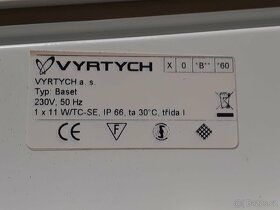 VYRTYCH
X 0 "B" '60
VYRTYCH a. s.
Typ: Baset
230V, 50 Hz
1 x 11 W/TC-SE, IP 66, ta 30°C, třída I
CE F S